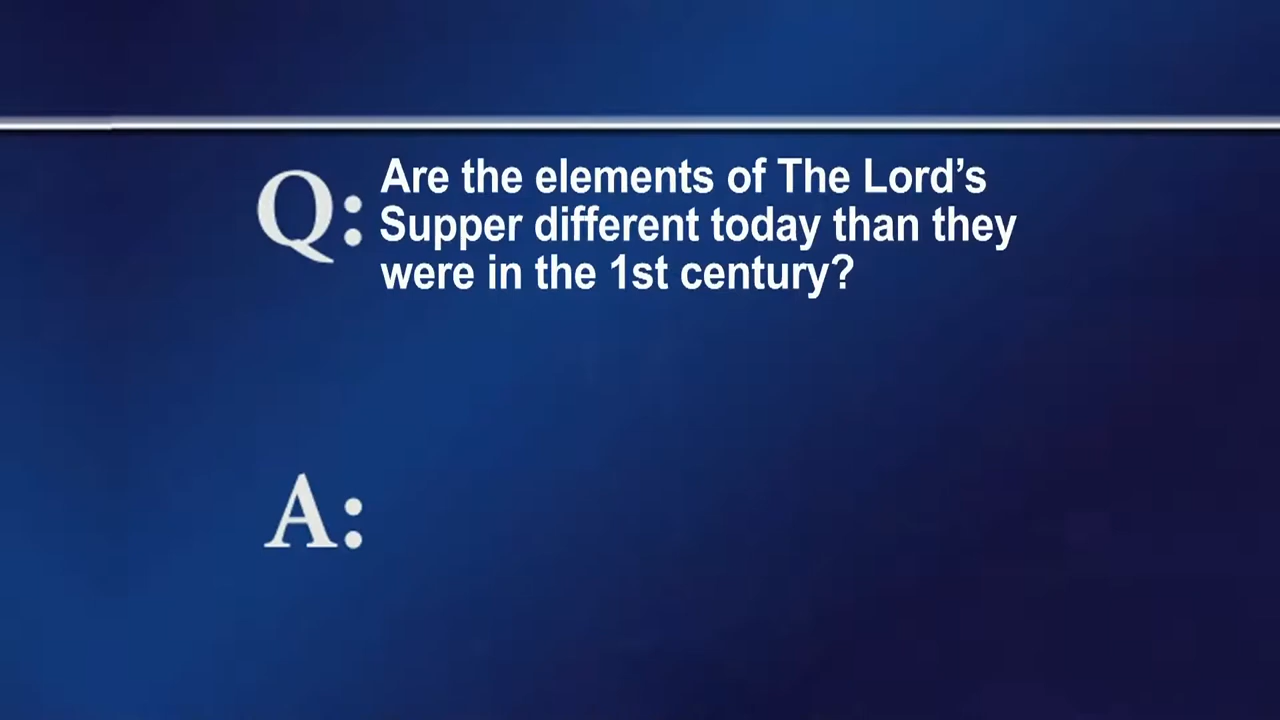 Q: Are the elements of The Lord’s
Supper different today than they
were in the 1st century?
A: